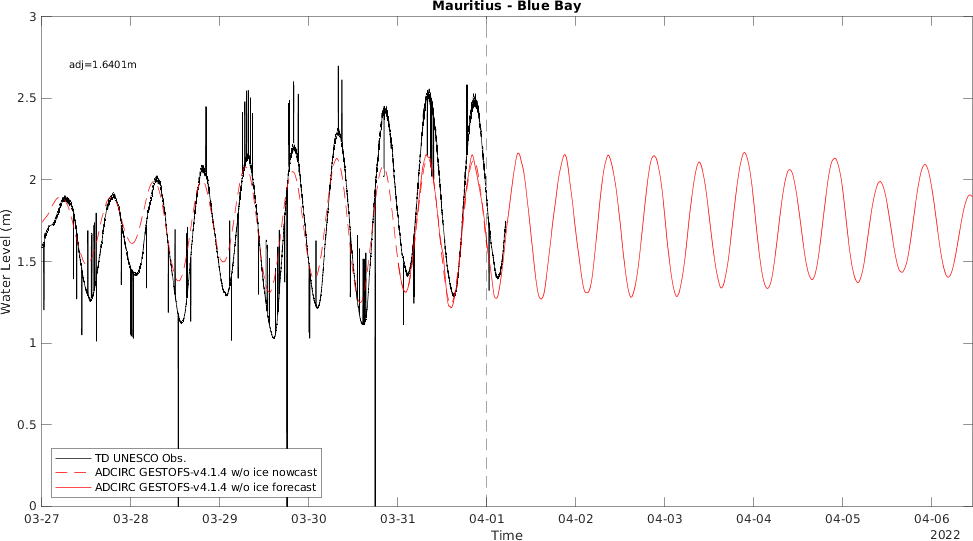 Mauritius - Blue Bay
3
adj=1.6401m
2.5
2
1.5
1
0.5
0
Water Level (m)
TD UNESCO Obs.
ADCIRC GESTOFS-v4.1.4 w/o ice nowcast
ADCIRC GESTOFS-v4.1.4 w/o ice forecast
03-27 03-28 03-29 03-30 03-31 04-01 04-02 04-03 04-04 04-05 04-06
Time
2022